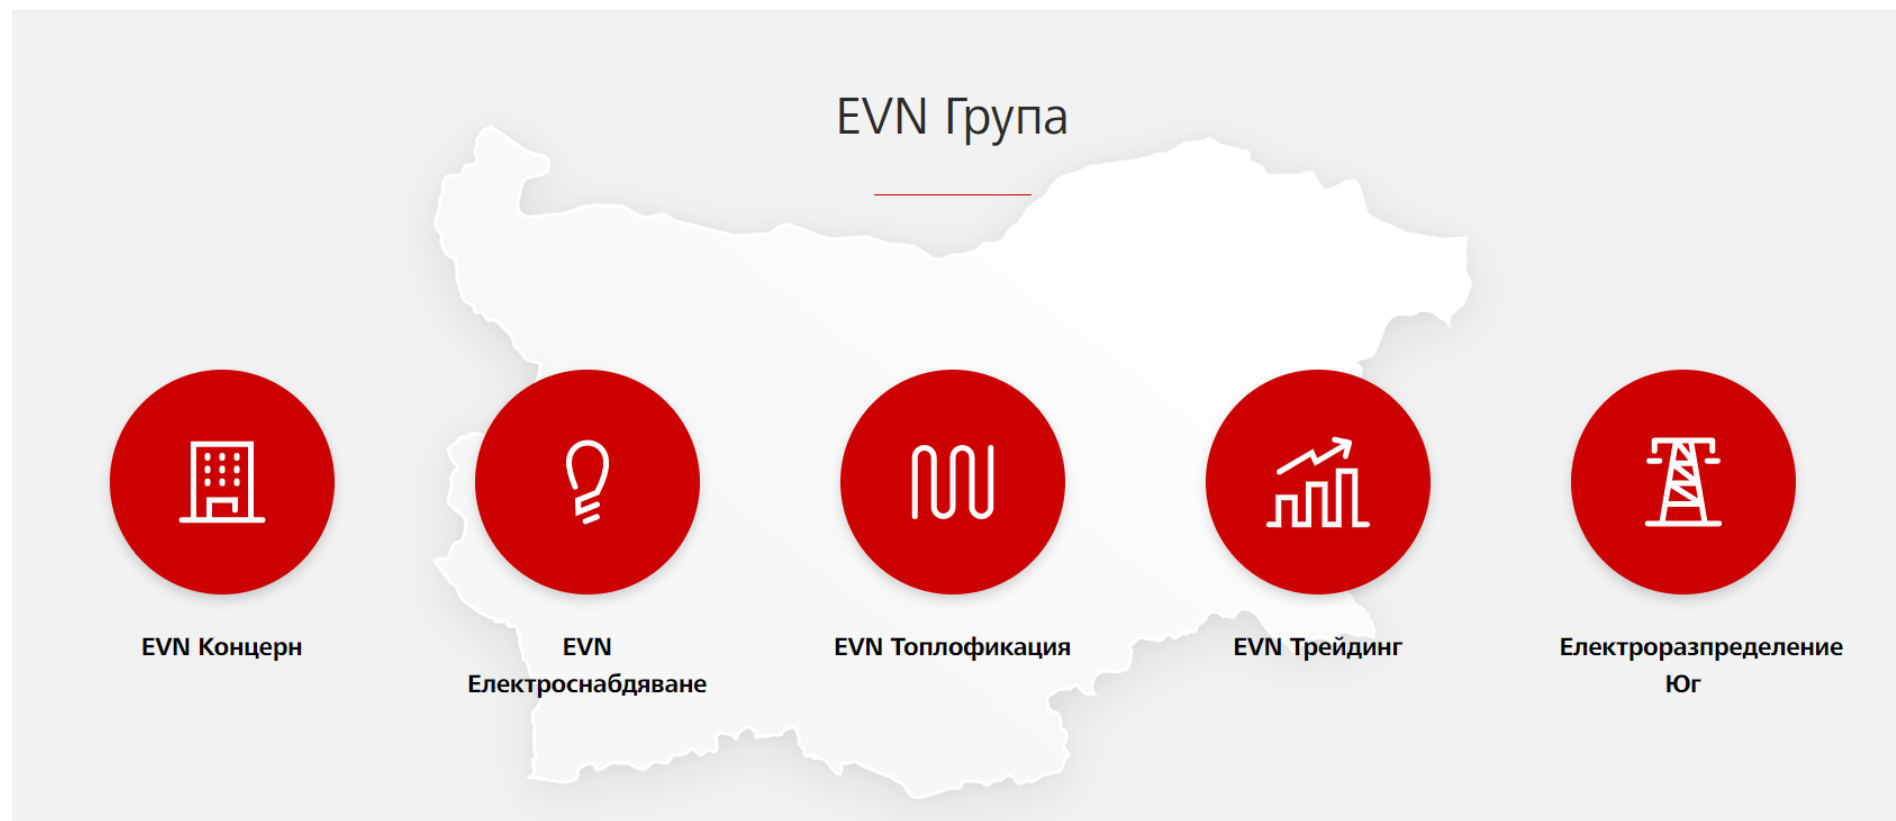 EVN Група
EVN Концерн
EVN
Електроснабдяване
EVN Топлофикация
EVN Трейдинг
Електроразпределение
Юг